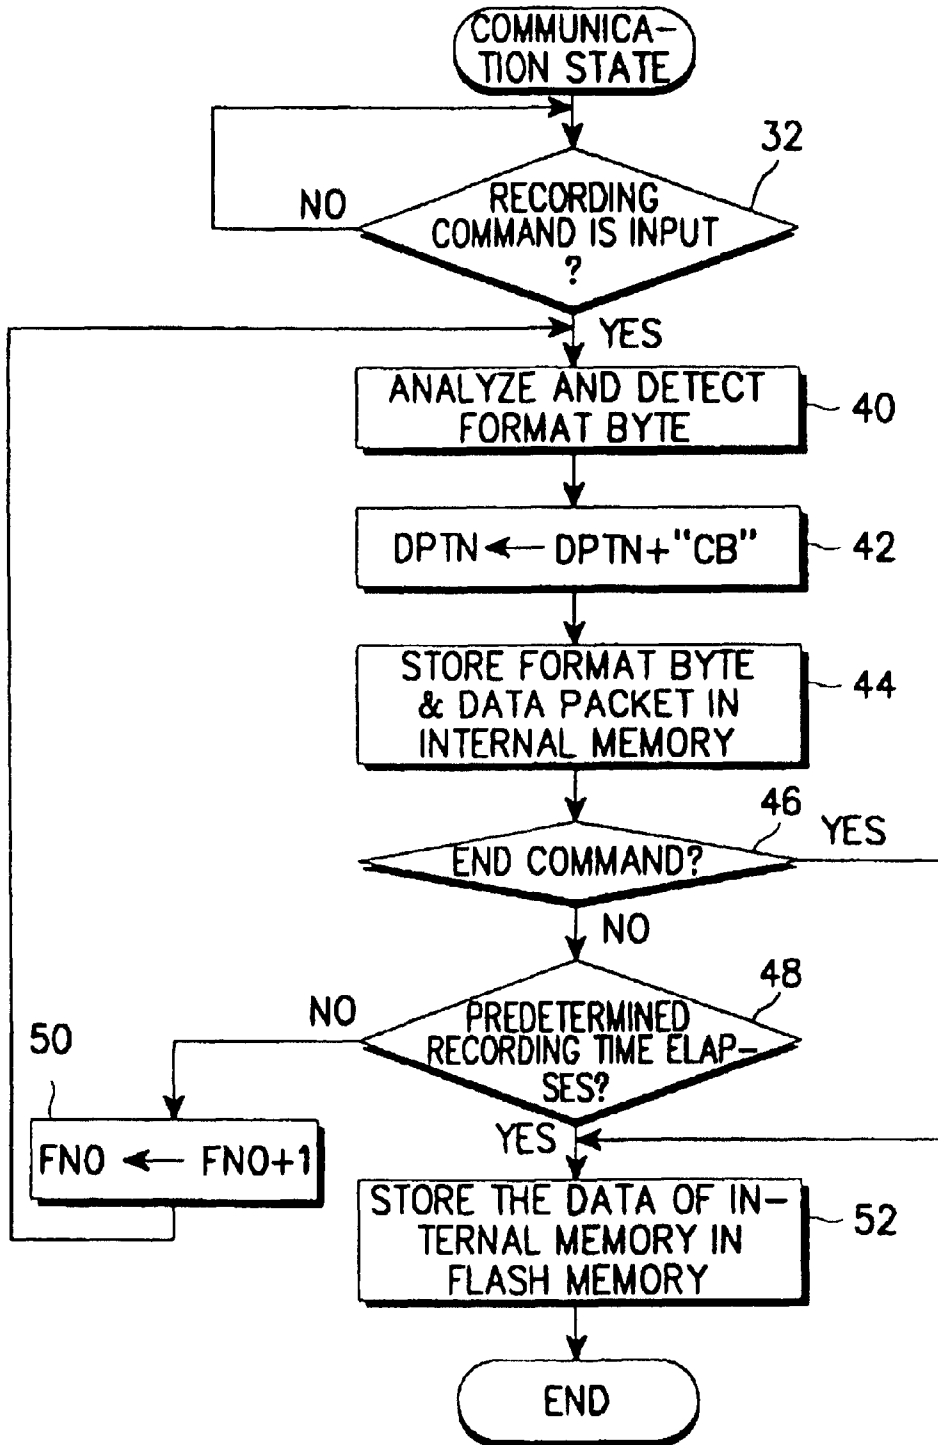 COMMUNICA-
TION STATE
32
NO
RECORDING
COMMAND IS INPUT
?
YES
ANALYZE AND DETECT
FORMAT BYTE
40
DPTN ← DPTN+"CB"
42
STORE FORMAT BYTE
& DATA PACKET IN
INTERNAL MEMORY
44
46
YES
END COMMAND?
NO
48
NO
PREDETERMINED
RECORDING TIME ELAP-
SES?
50
YES
FNO ← FNO+1
STORE THE DATA OF IN-
TERNAL MEMORY IN
FLASH MEMORY
52
END